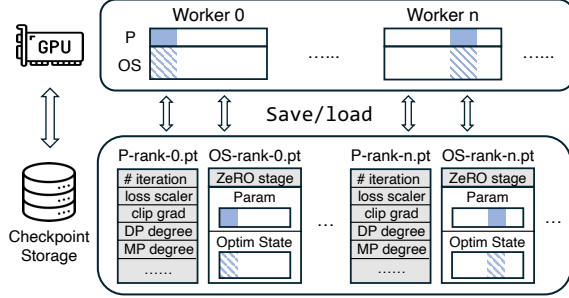 Worker 0
Worker n
GPU
P
OS
......
......
Save/load
P-rank-0.pt
OS-rank-0.pt
P-rank-n.pt
OS-rank-n.pt
# iteration
loss scaler
clip grad
DP degree
MP degree
......
ZeRO stage
Param
Optim State
...
# iteration
loss scaler
clip grad
DP degree
MP degree
......
ZeRO stage
Param
Optim State
...
Checkpoint
Storage